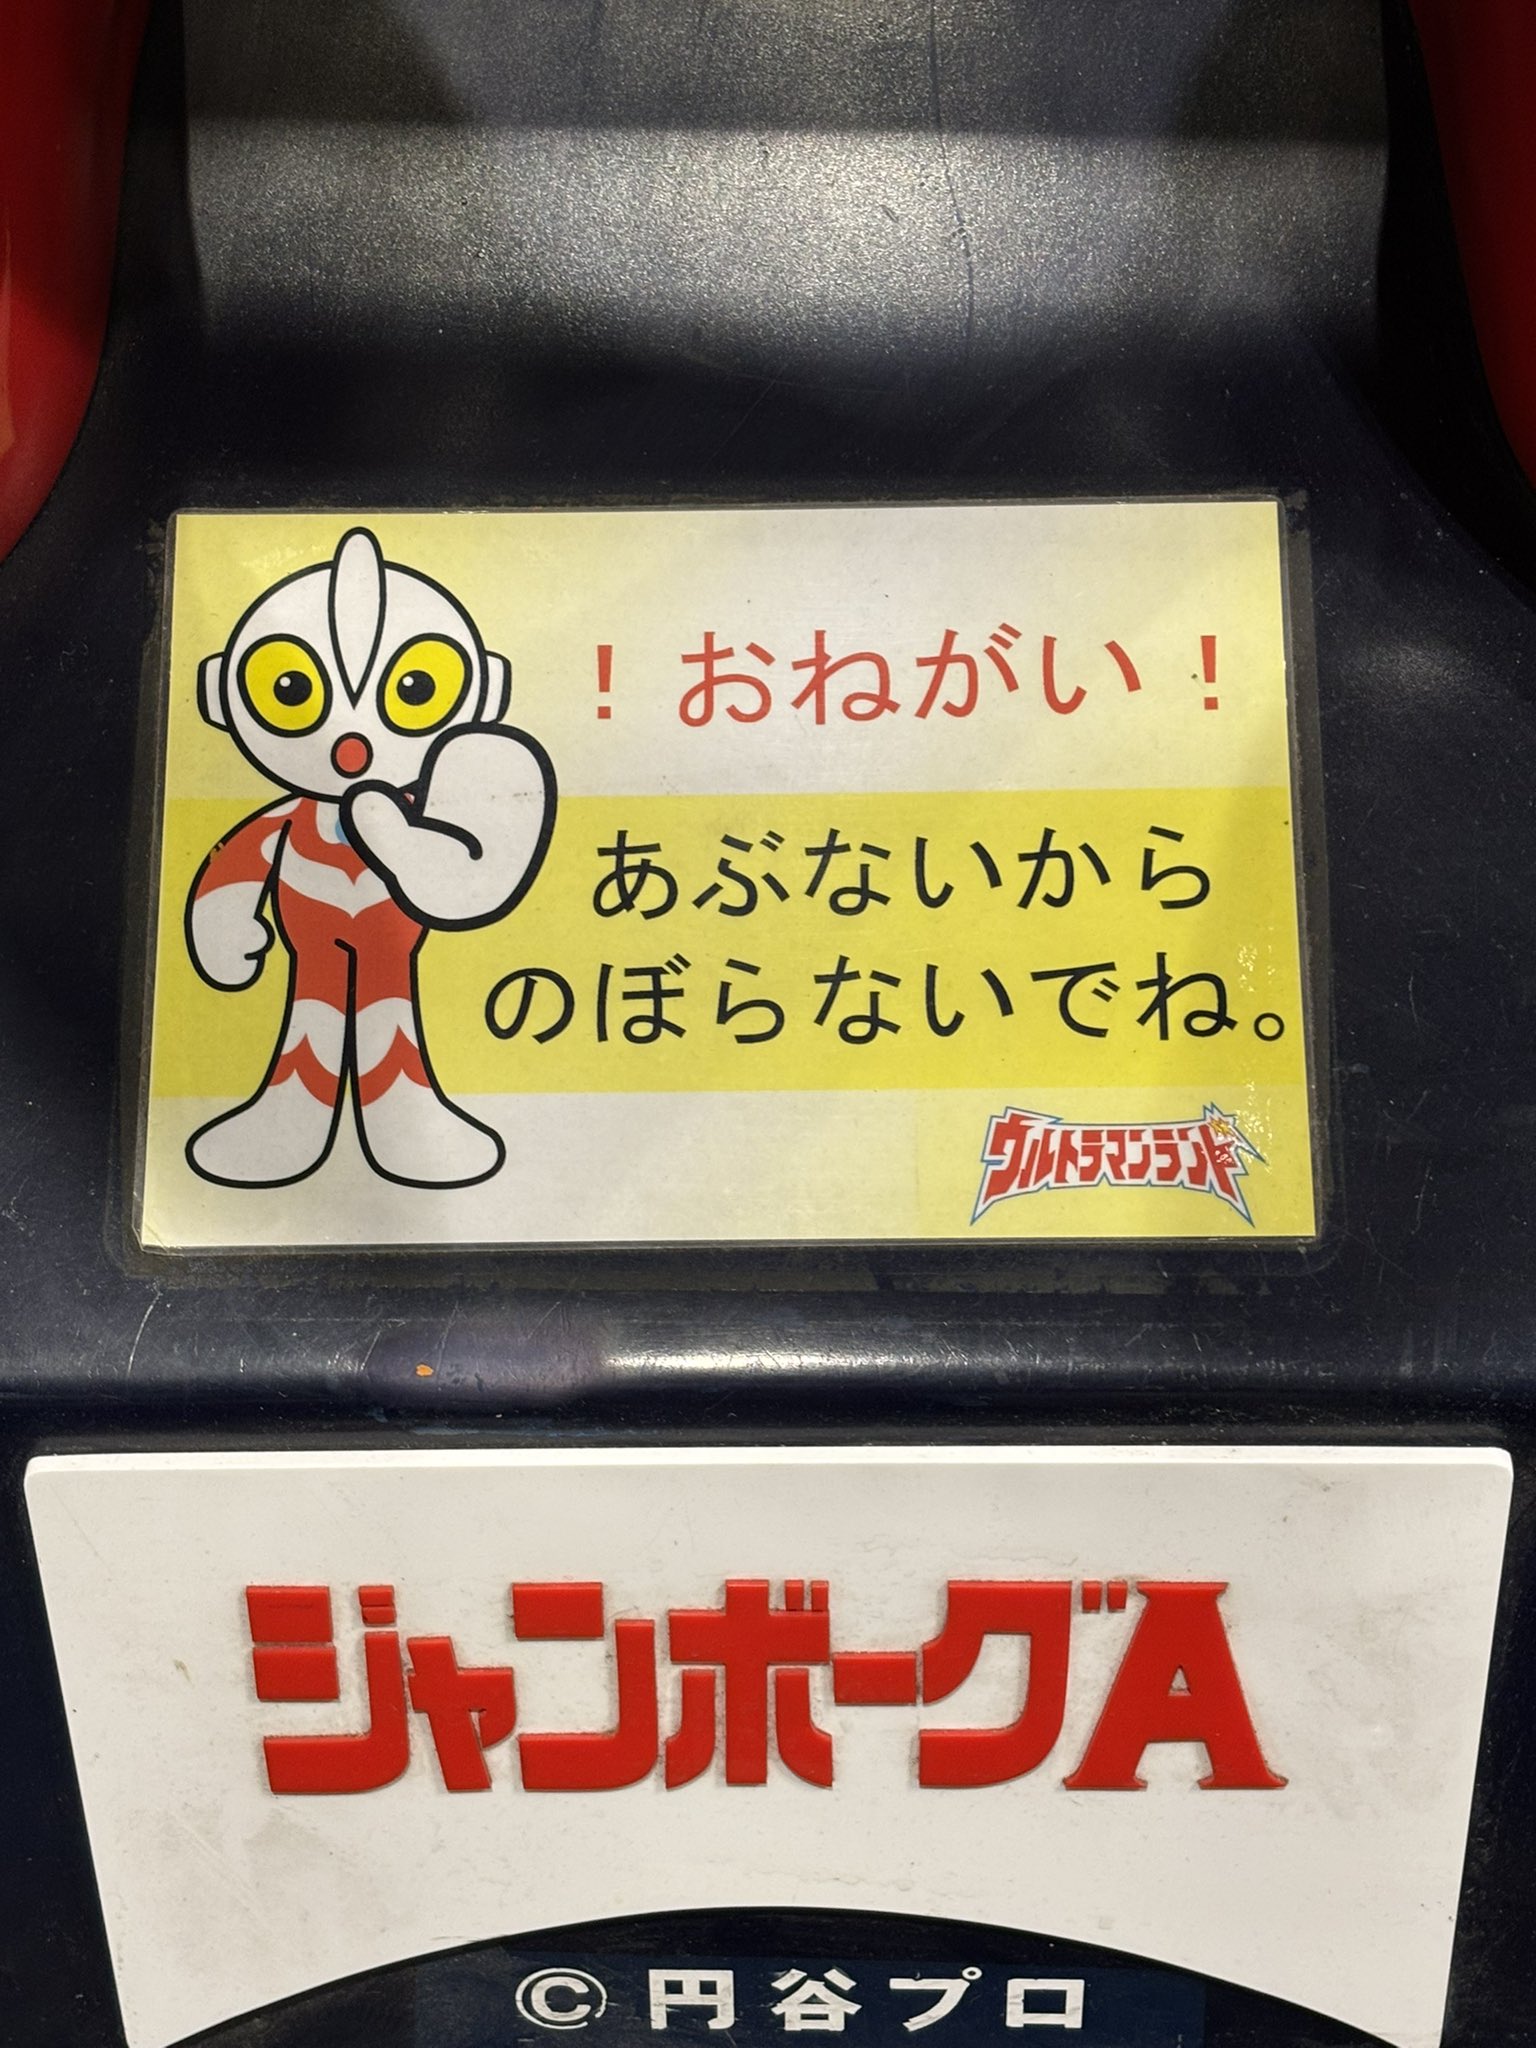 ！おねがい！
あぶないから
のぼらないでね。
ウルトラマンランド
ジャンボーグA
©円谷プロ